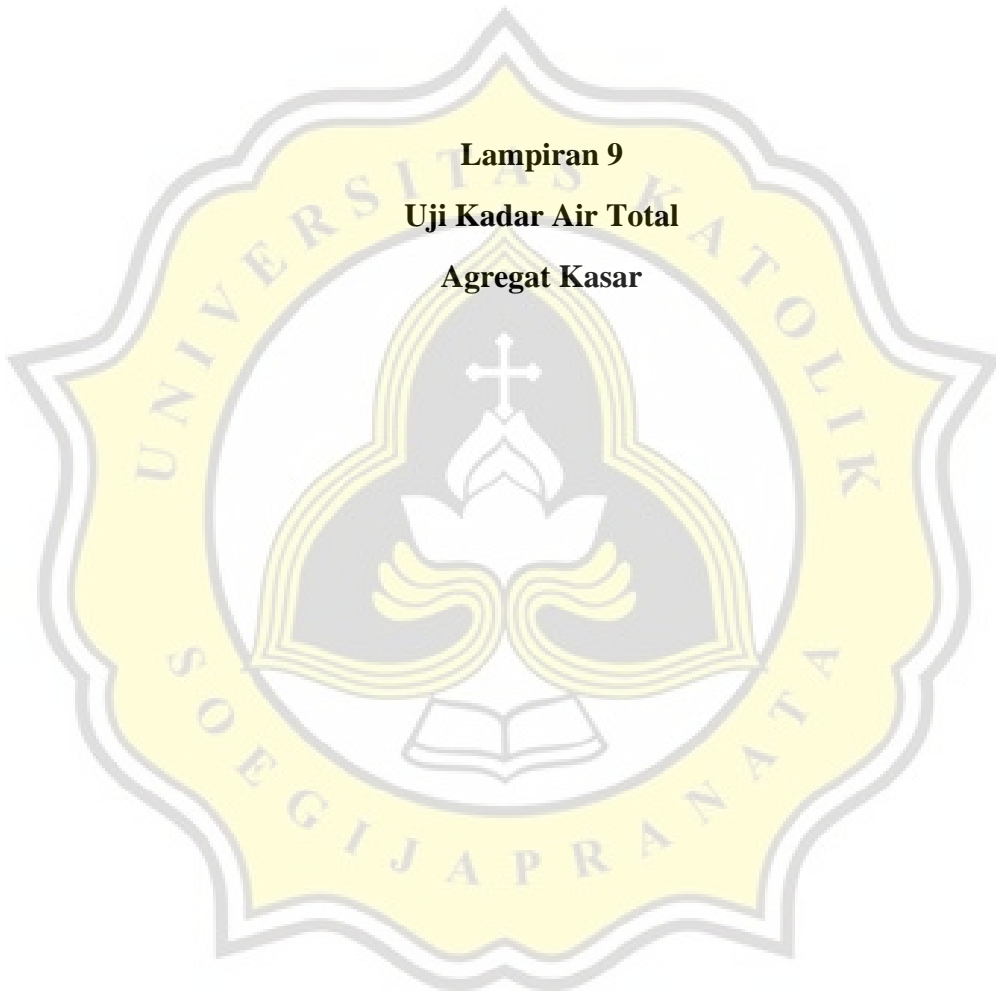 Lampiran 9
Uji Kadar Air Total
Agregat Kasar
UNIVERSITAS KATOLIK
SOEGIJAPRANATA